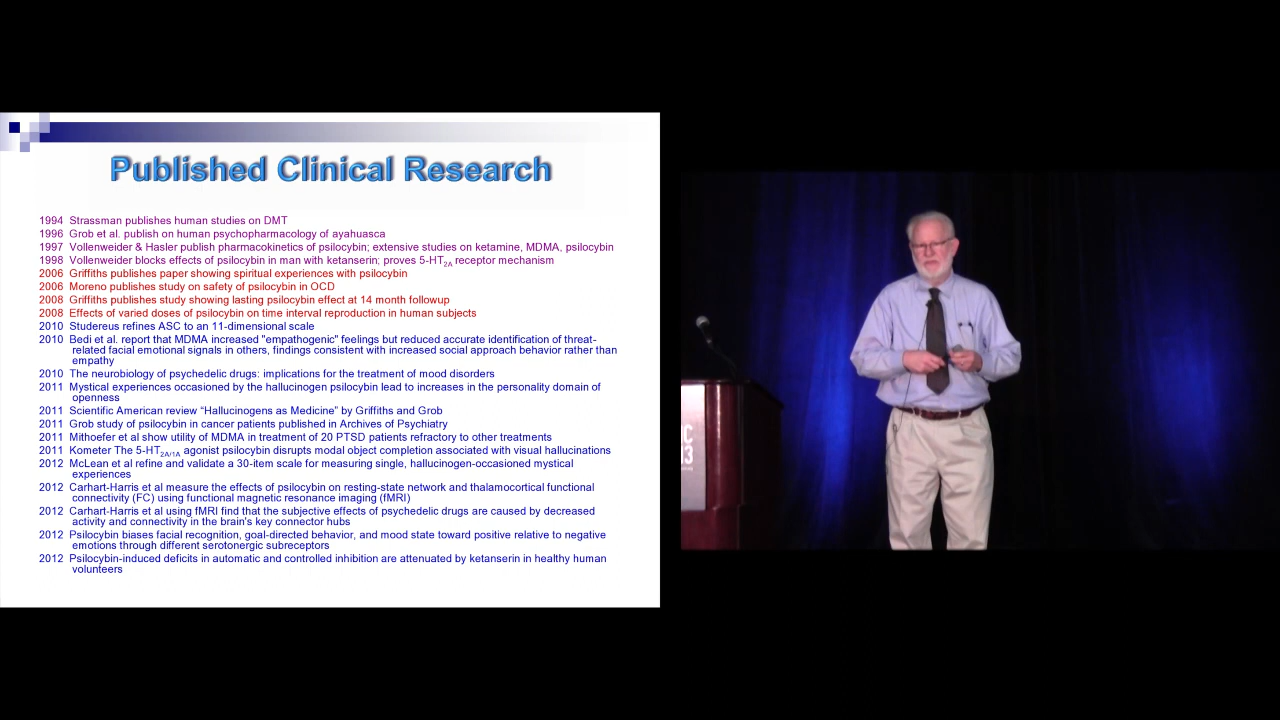 Published Clinical Research
1994 Strassman publishes human studies on DMT
1996 Grob et al. publish on human psychopharmacology of ayahuasca
1997 Vollenweider & Hasler publish pharmacokinetics of psilocybin; extensive studies on ketamine, MDMA, psilocybin
1998 Vollenweider blocks effects of psilocybin in man with ketanserin; proves 5-HT2A receptor mechanism
2006 Griffiths publishes paper showing spiritual experiences with psilocybin
2006 Moreno publishes study on safety of psilocybin in OCD
2008 Griffiths publishes study showing lasting psilocybin effect at 14 month followup
2008 Effects of varied doses of psilocybin on time interval reproduction in human subjects
2010 Studereus refines ASC to an 11-dimensional scale
2010 Bedi et al. report that MDMA increased "empathogenic" feelings but reduced accurate identification of threat-
related facial emotional signals in others, findings consistent with increased social approach behavior rather than
empathy
2010 The neurobiology of psychedelic drugs: implications for the treatment of mood disorders
2011 Mystical experiences occasioned by the hallucinogen psilocybin lead to increases in the personality domain of
openness
2011 Scientific American review “Hallucinogens as Medicine” by Griffiths and Grob
2011 Grob study of psilocybin in cancer patients published in Archives of Psychiatry
2011 Mithoefer et al show utility of MDMA in treatment of 20 PTSD patients refractory to other treatments
2011 Kometer The 5-HT2A/1A agonist psilocybin disrupts modal object completion associated with visual hallucinations
2012 McLean et al refine and validate a 30-item scale for measuring single, hallucinogen-occasioned mystical
experiences
2012 Carhart-Harris et al measure the effects of psilocybin on resting-state network and thalamocortical functional
connectivity (FC) using functional magnetic resonance imaging (fMRI)
2012 Carhart-Harris et al using fMRI find that the subjective effects of psychedelic drugs are caused by decreased
activity and connectivity in the brain's key connector hubs
2012 Psilocybin biases facial recognition, goal-directed behavior, and mood state toward positive relative to negative
emotions through different serotonergic subreceptors
2012 Psilocybin-induced deficits in automatic and controlled inhibition are attenuated by ketanserin in healthy human
volunteers